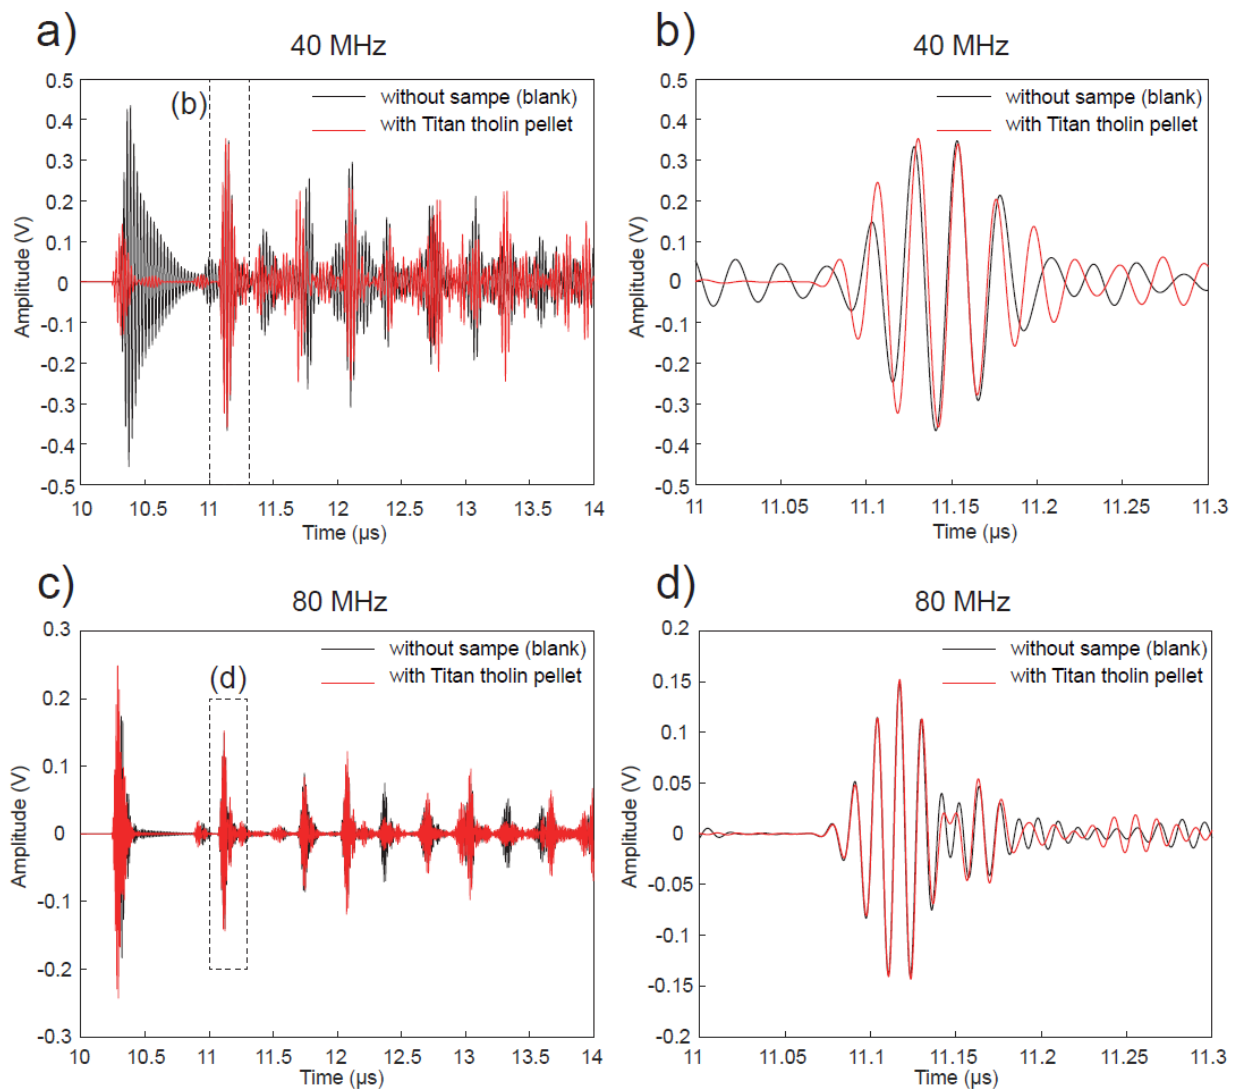 a)
40 MHz
0.5
0.4
0.3
0.2
0.1
0
-0.1
-0.2
-0.3
-0.4
-0.5
Amplitude (V)
(b)
without sampe (blank)
with Titan tholin pellet
10
10.5
11
11.5
12
12.5
13
13.5
14
Time (µs)
b)
40 MHz
0.5
0.4
0.3
0.2
0.1
0
-0.1
-0.2
-0.3
-0.4
-0.5
Amplitude (V)
without sampe (blank)
with Titan tholin pellet
11
11.05
11.1
11.15
11.2
11.25
11.3
Time (µs)
c)
80 MHz
0.3
0.2
0.1
0
-0.1
-0.2
-0.3
Amplitude (V)
(d)
without sampe (blank)
with Titan tholin pellet
10
10.5
11
11.5
12
12.5
13
13.5
14
Time (µs)
d)
80 MHz
0.2
0.15
0.1
0.05
0
-0.05
-0.1
-0.15
-0.2
Amplitude (V)
without sampe (blank)
with Titan tholin pellet
11
11.05
11.1
11.15
11.2
11.25
11.3
Time (µs)